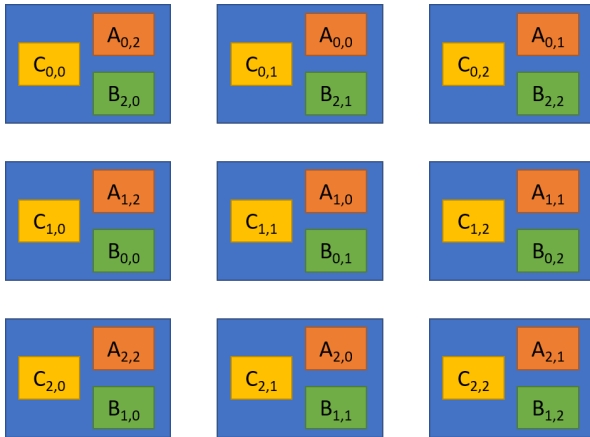 A0,2 A0,0 A0,1
C0,0 C0,1 C0,2
B2,0 B2,1 B2,2
A1,2 A1,0 A1,1
C1,0 C1,1 C1,2
B0,0 B0,1 B0,2
A2,2 A2,0 A2,1
C2,0 C2,1 C2,2
B1,0 B1,1 B1,2